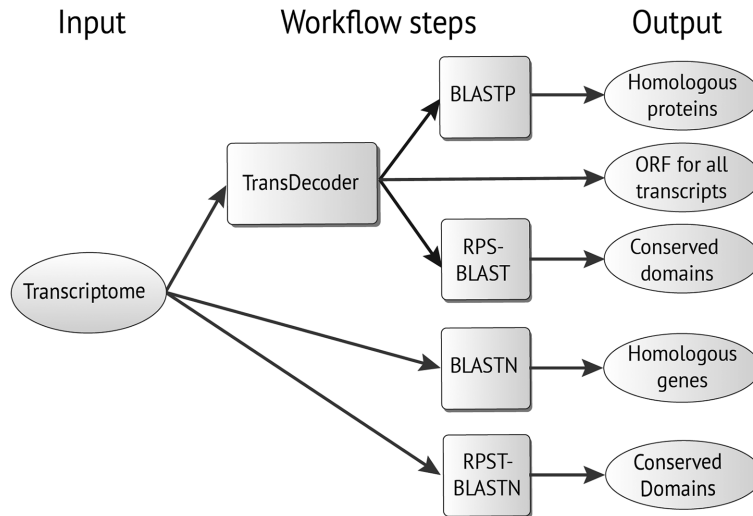 Input
Workflow steps
Output
BLASTP
Homologous
proteins
TransDecoder
ORF for all
transcripts
RPS-
BLAST
Conserved
domains
Transcriptome
BLASTN
Homologous
genes
RPST-
BLASTN
Conserved
Domains